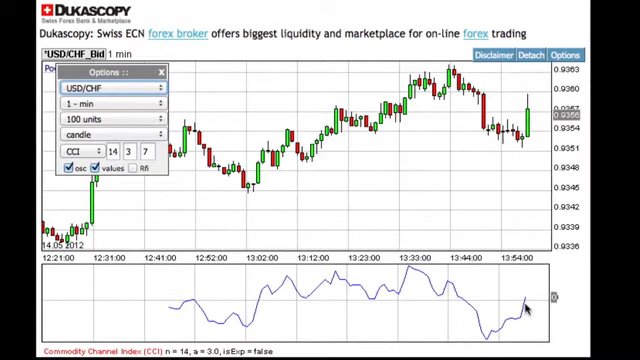 DUKASCOPY
Swiss Forex Bank & Marketplace
Dukascopy: Swiss ECN forex broker offers biggest liquidity and marketplace for on-line forex trading
'USD/CHF_Bid 1 min
Disclaimer Detach Options
Options :: x
USD/CHF
1 - min
100 units
candle
CCI 14 3 7
osc values Rfi
0.9363
0.9360
0.9357
0.9356
0.9354
0.9351
0.9348
0.9345
0.9342
0.9339
0.9336
14.05.2012
12:21:00 12:31:00 12:41:00 12:52:00 13:02:00 13:12:00 13:23:00 13:33:00 13:44:00 13:54:00
Commodity Channel Index (CCI) n = 14, a = 3.0, isExp = false